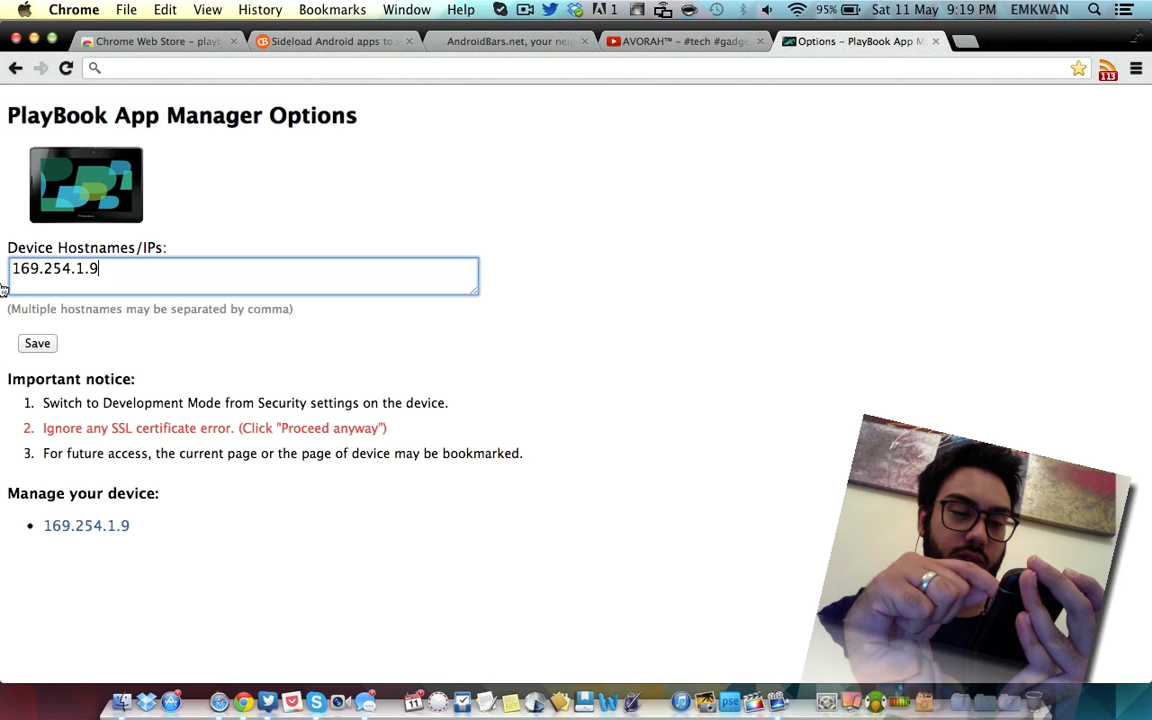 Chrome File Edit View History Bookmarks Window Help 1 95% Sat 11 May 9:19 PM EMKWAN
Chrome Web Store - playb Sideload Android apps to y AndroidBars.net, your nei AVORAH™ - #tech #gadge Options - PlayBook App M
113
PlayBook App Manager Options
Device Hostnames/IPs:
169.254.1.9
(Multiple hostnames may be separated by comma)
Save
Important notice:
1. Switch to Development Mode from Security settings on the device.
2. Ignore any SSL certificate error. (Click "Proceed anyway")
3. For future access, the current page or the page of device may be bookmarked.
Manage your device:
• 169.254.1.9